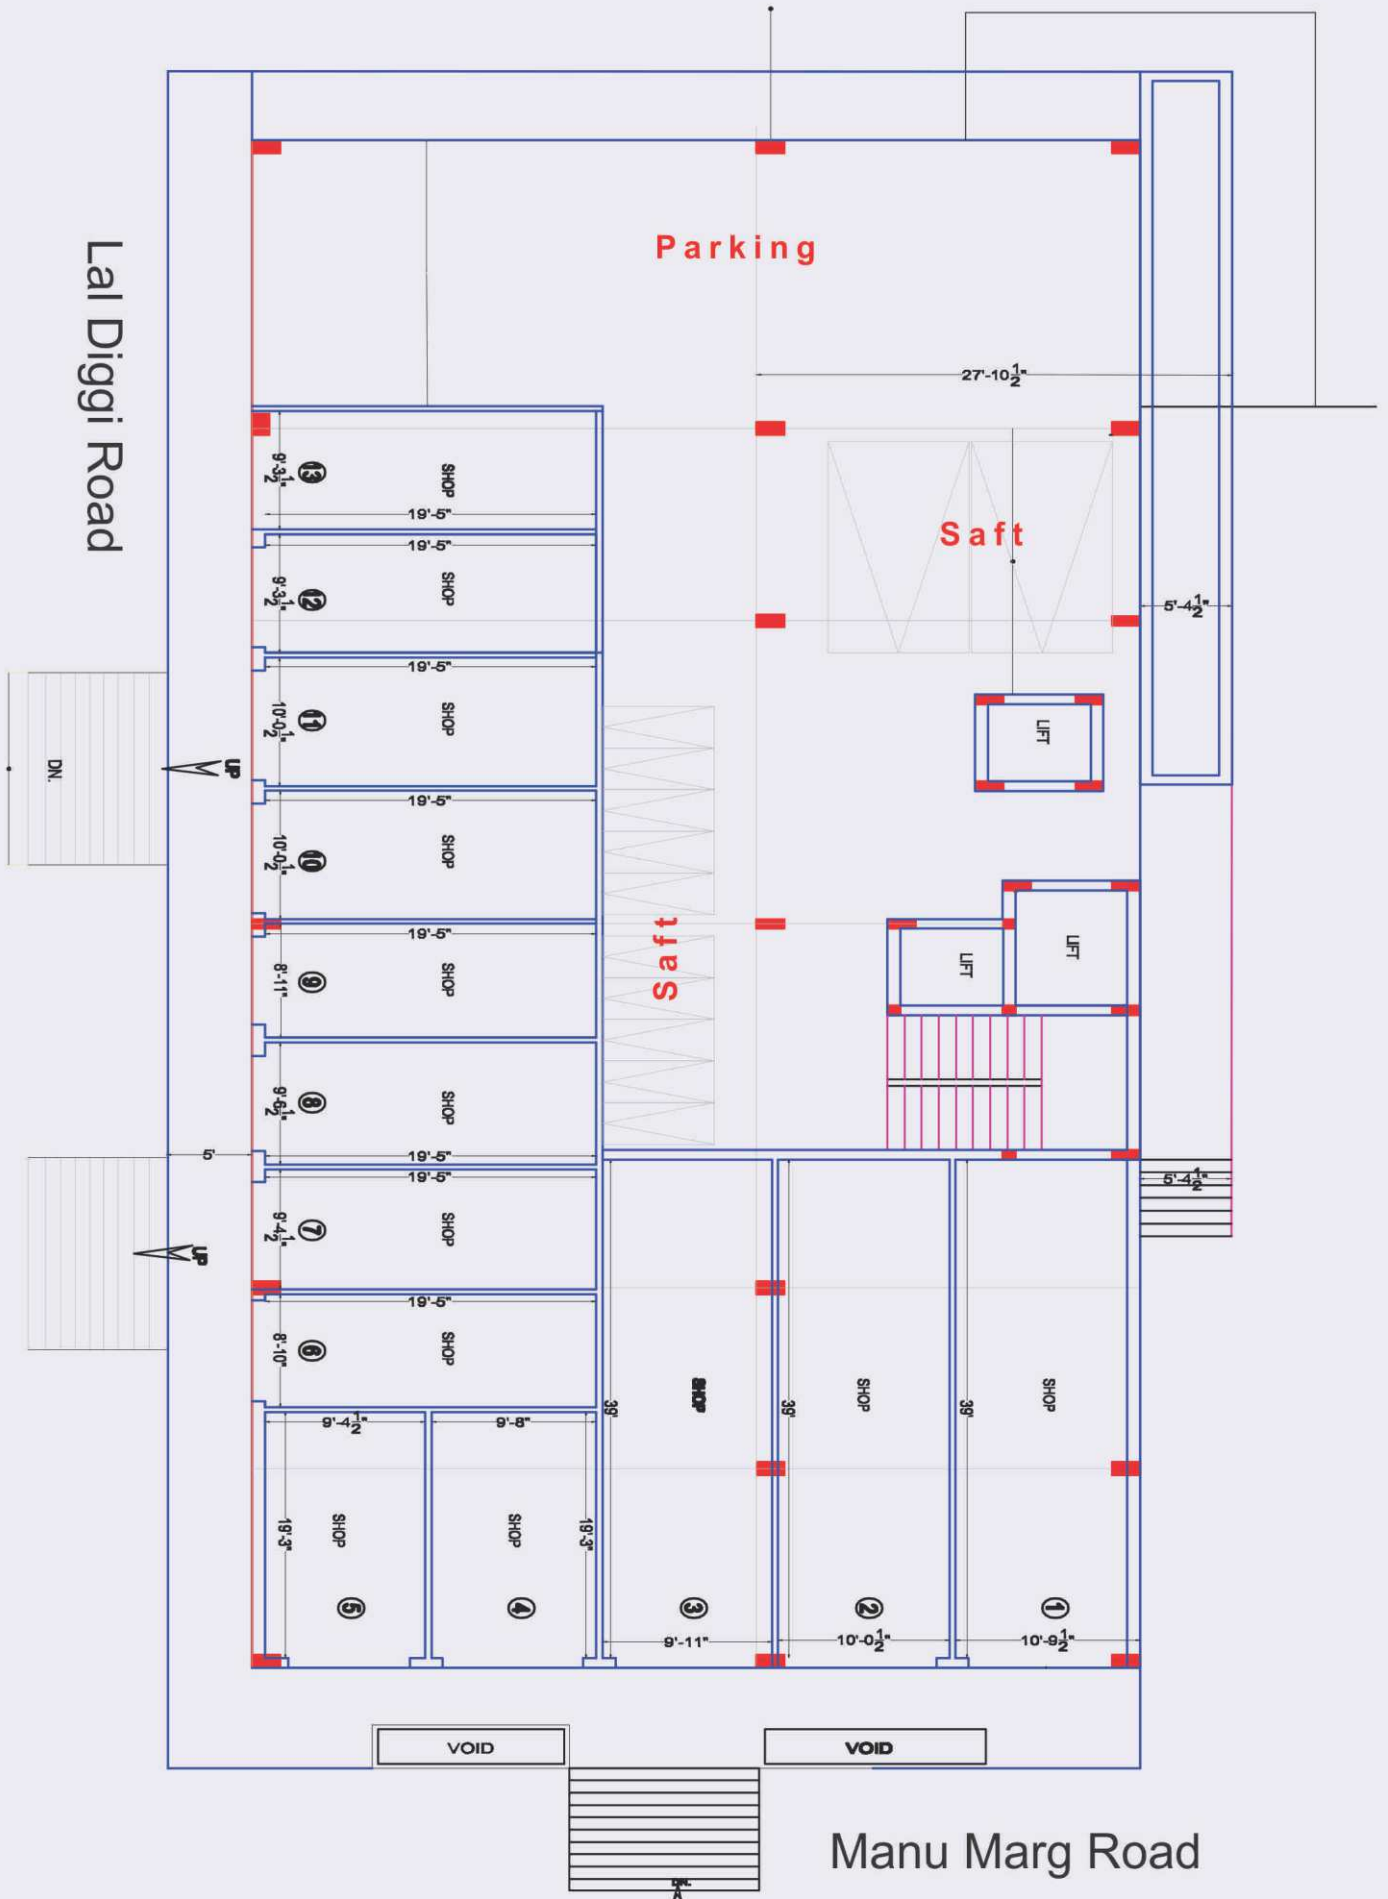 Parking
Lal Diggi Road
27'-10½"
SHOP
13
9'-3½"
19'-5"
Saft
19'-5"
SHOP
12
9'-3½"
5'-4½"
19'-5"
SHOP
11
10'-0½"
LIFT
UP
DN.
19'-5"
SHOP
10
10'-0½"
19'-5"
Saft
LIFT
LIFT
SHOP
9
8'-11"
SHOP
8
9'-6½"
5'
19'-5"
19'-5"
5'-4½"
SHOP
7
9'-4½"
UP
19'-5"
SHOP
6
8'-10"
SHOP
SHOP
SHOP
39'
39'
39'
9'-4½"
9'-8"
19'-3"
SHOP
SHOP
19'-3"
5
4
3
2
1
9'-11"
10'-0½"
10'-9½"
VOID
VOID
Manu Marg Road
DN.